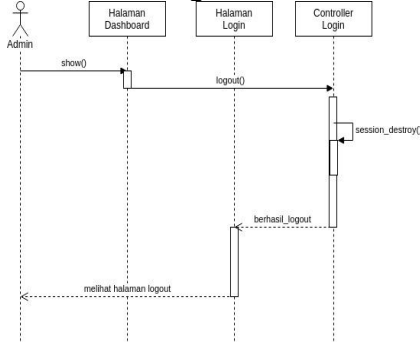 Halaman
Dashboard
Halaman
Login
Controller
Login
Admin
show()
logout()
session_destroy()
berhasil_logout
melihat halaman logout